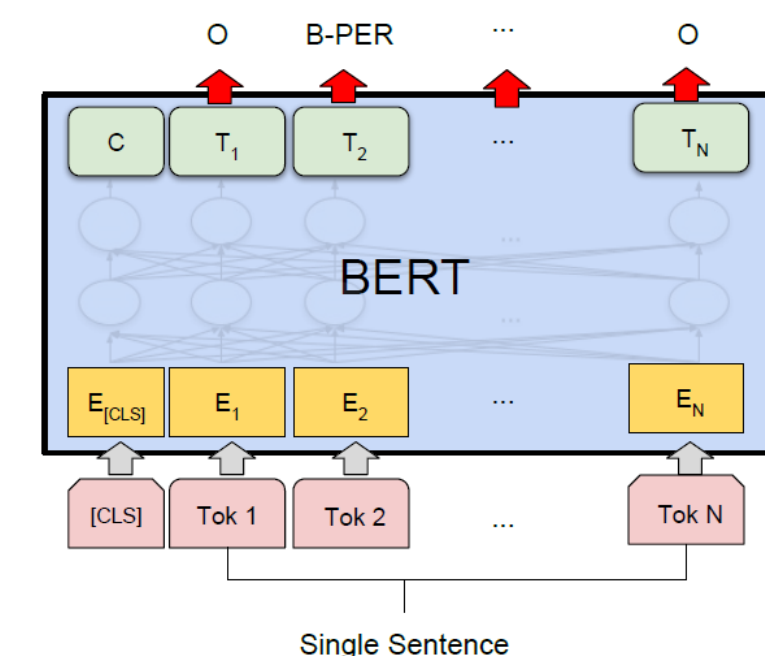 O B-PER ... O
C T1 T2 ... TN
...
BERT
...
E[CLS] E1 E2 ... EN
[CLS] Tok 1 Tok 2 ... Tok N
Single Sentence